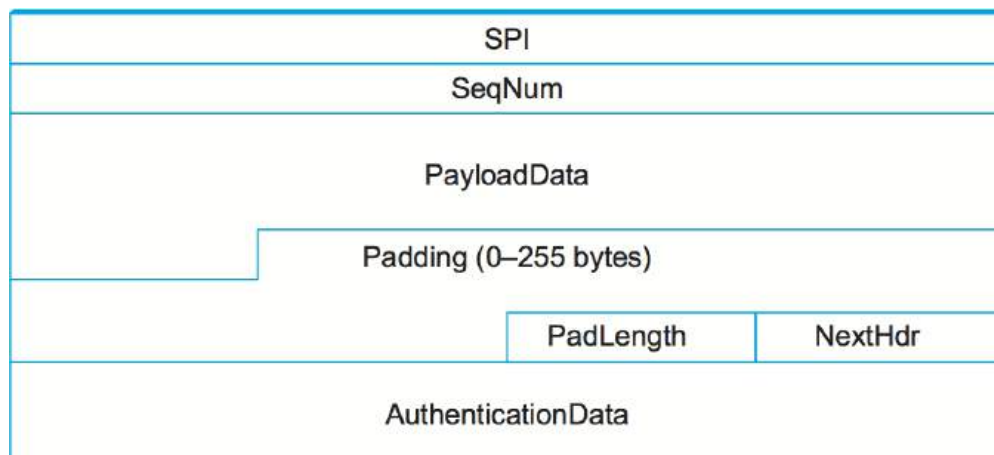 SPI
SeqNum
PayloadData
Padding (0–255 bytes)
PadLength NextHdr
AuthenticationData